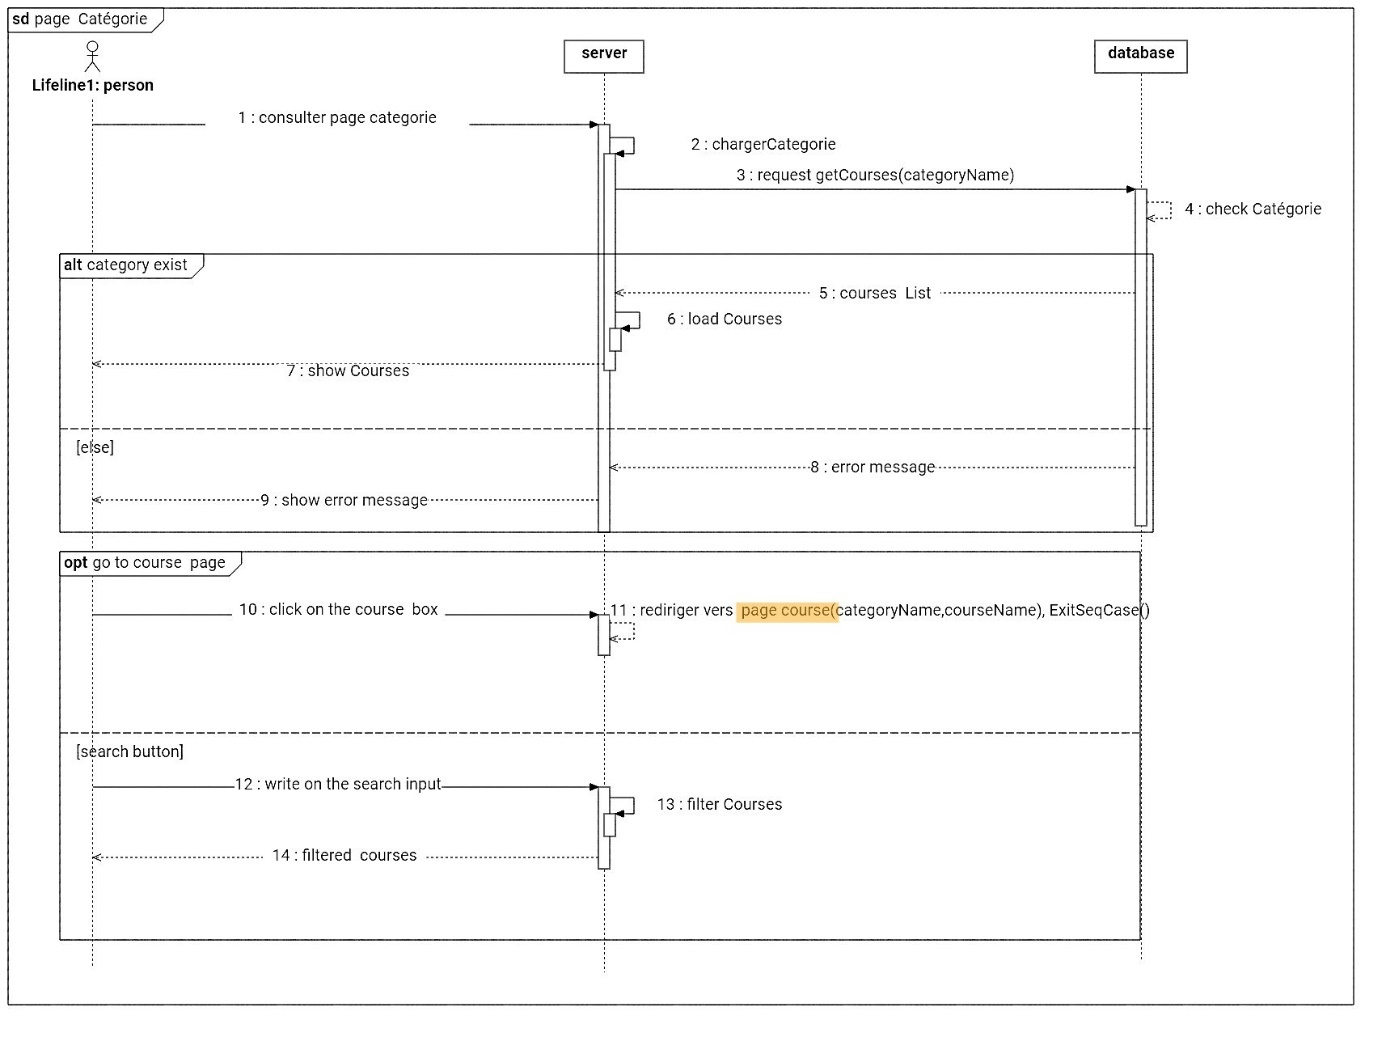 sd page Catégorie
server
database
Lifeline1: person
1 : consulter page categorie
2 : chargerCategorie
3 : request getCourses(categoryName)
4 : check Catégorie
alt category exist
5 : courses List
6 : load Courses
7 : show Courses
[else]
8 : error message
9 : show error message
opt go to course page
10 : click on the course box
11 : rediriger vers page course(categoryName,courseName), ExitSeqCase()
[search button]
12 : write on the search input
13 : filter Courses
14 : filtered courses